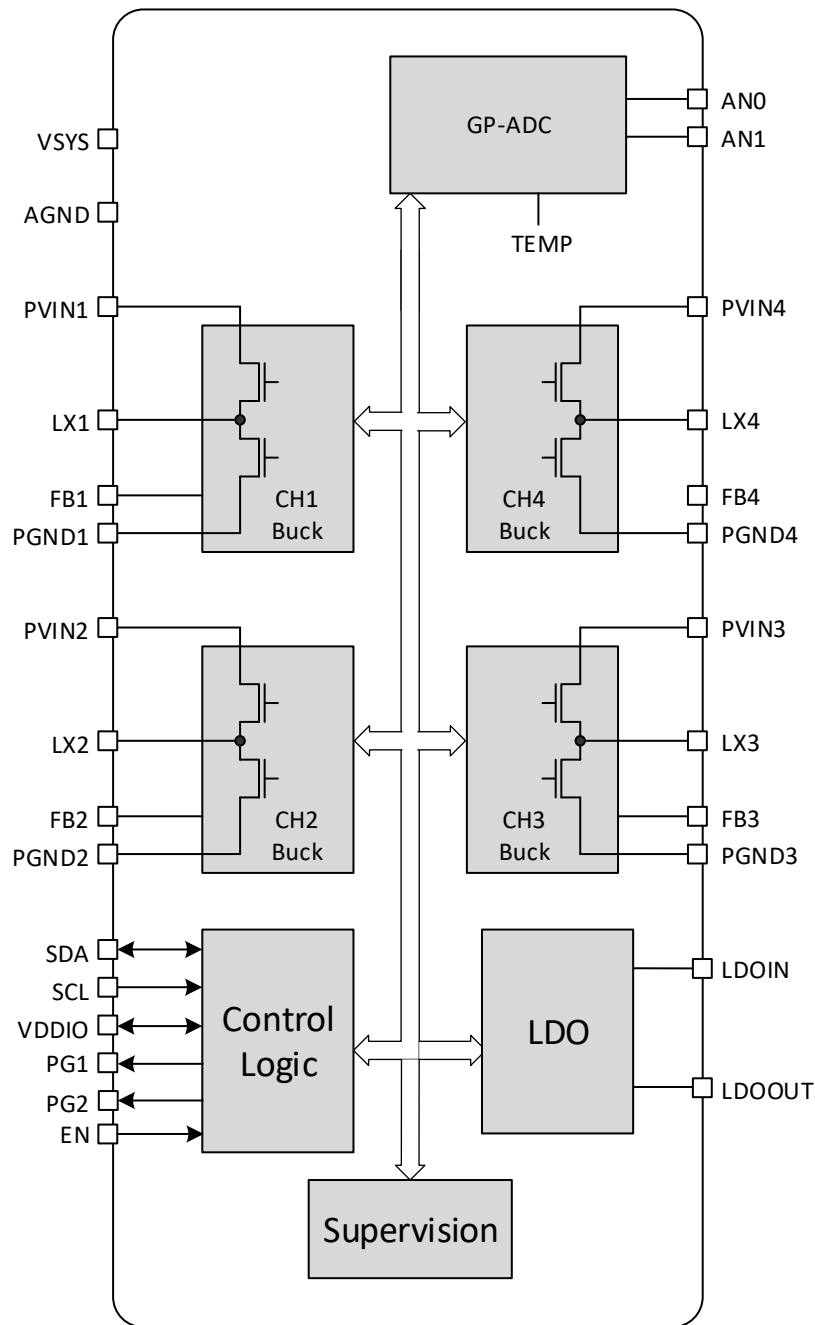 GP-ADC
AN0
AN1
TEMP
VSYS
AGND
PVIN1
LX1
FB1
PGND1
CH1
Buck
PVIN4
LX4
FB4
PGND4
CH4
Buck
PVIN2
LX2
FB2
PGND2
CH2
Buck
PVIN3
LX3
FB3
PGND3
CH3
Buck
SDA
SCL
VDDIO
PG1
PG2
EN
Control
Logic
LDO
LDOIN
LDOOUT
Supervision